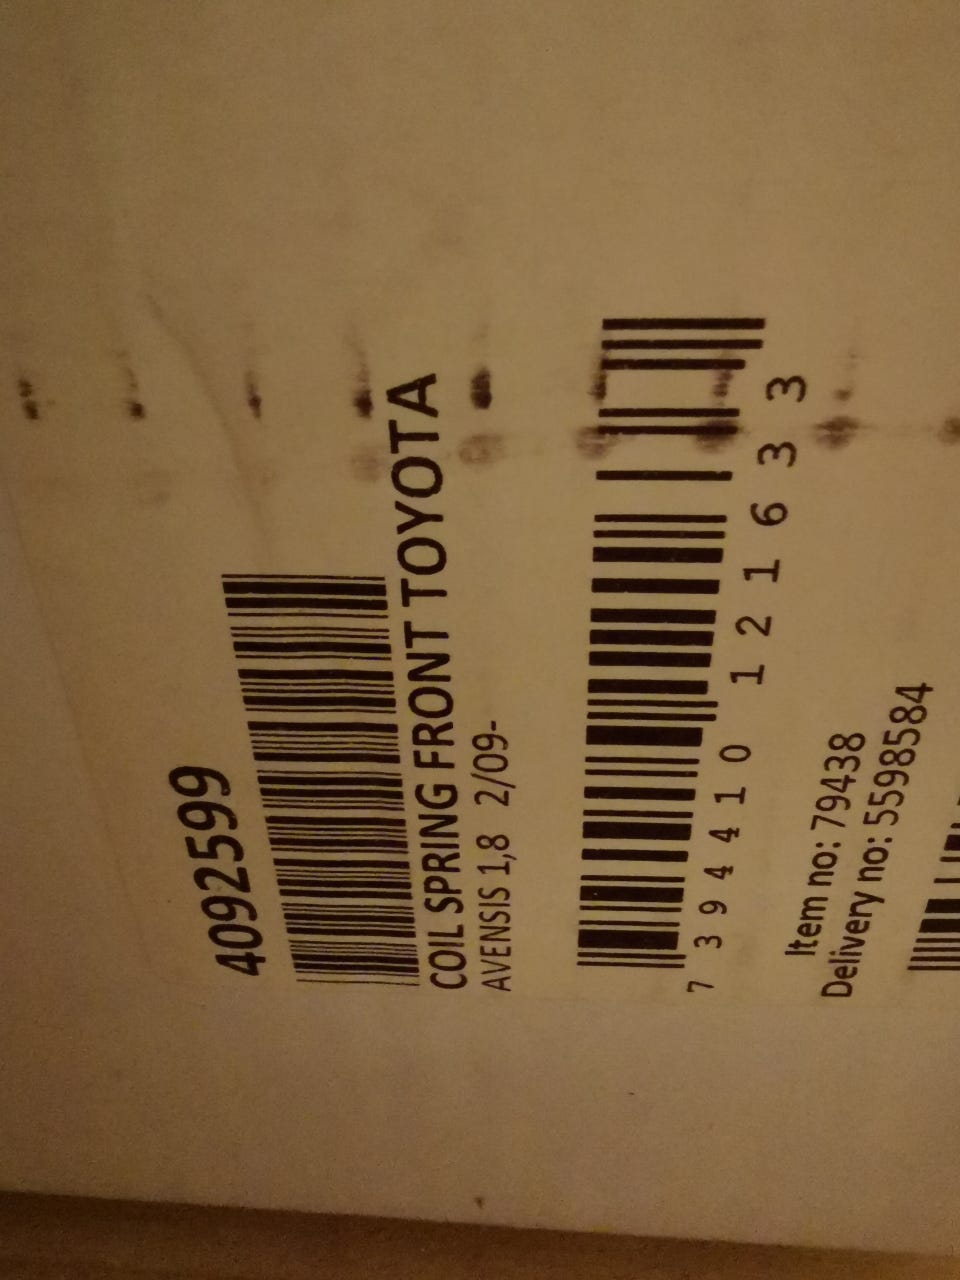 4092599
COIL SPRING FRONT TOYOTA
AVENSIS 1,8 2/09-
7 394410 121633
Item no: 79438
Delivery no: 5598584